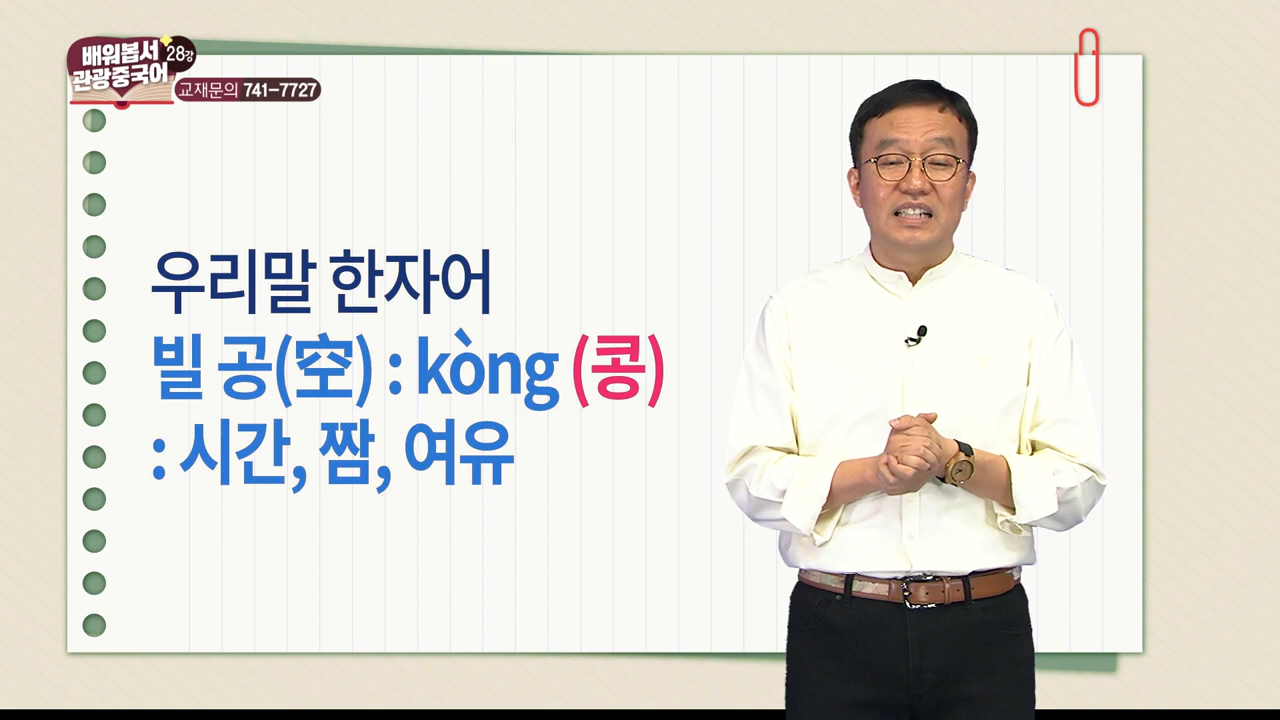 배워봅서 28강
관광중국어
교재문의 741-7727
우리말 한자어
빌 공(空) : kòng (콩)
: 시간, 짬, 여유